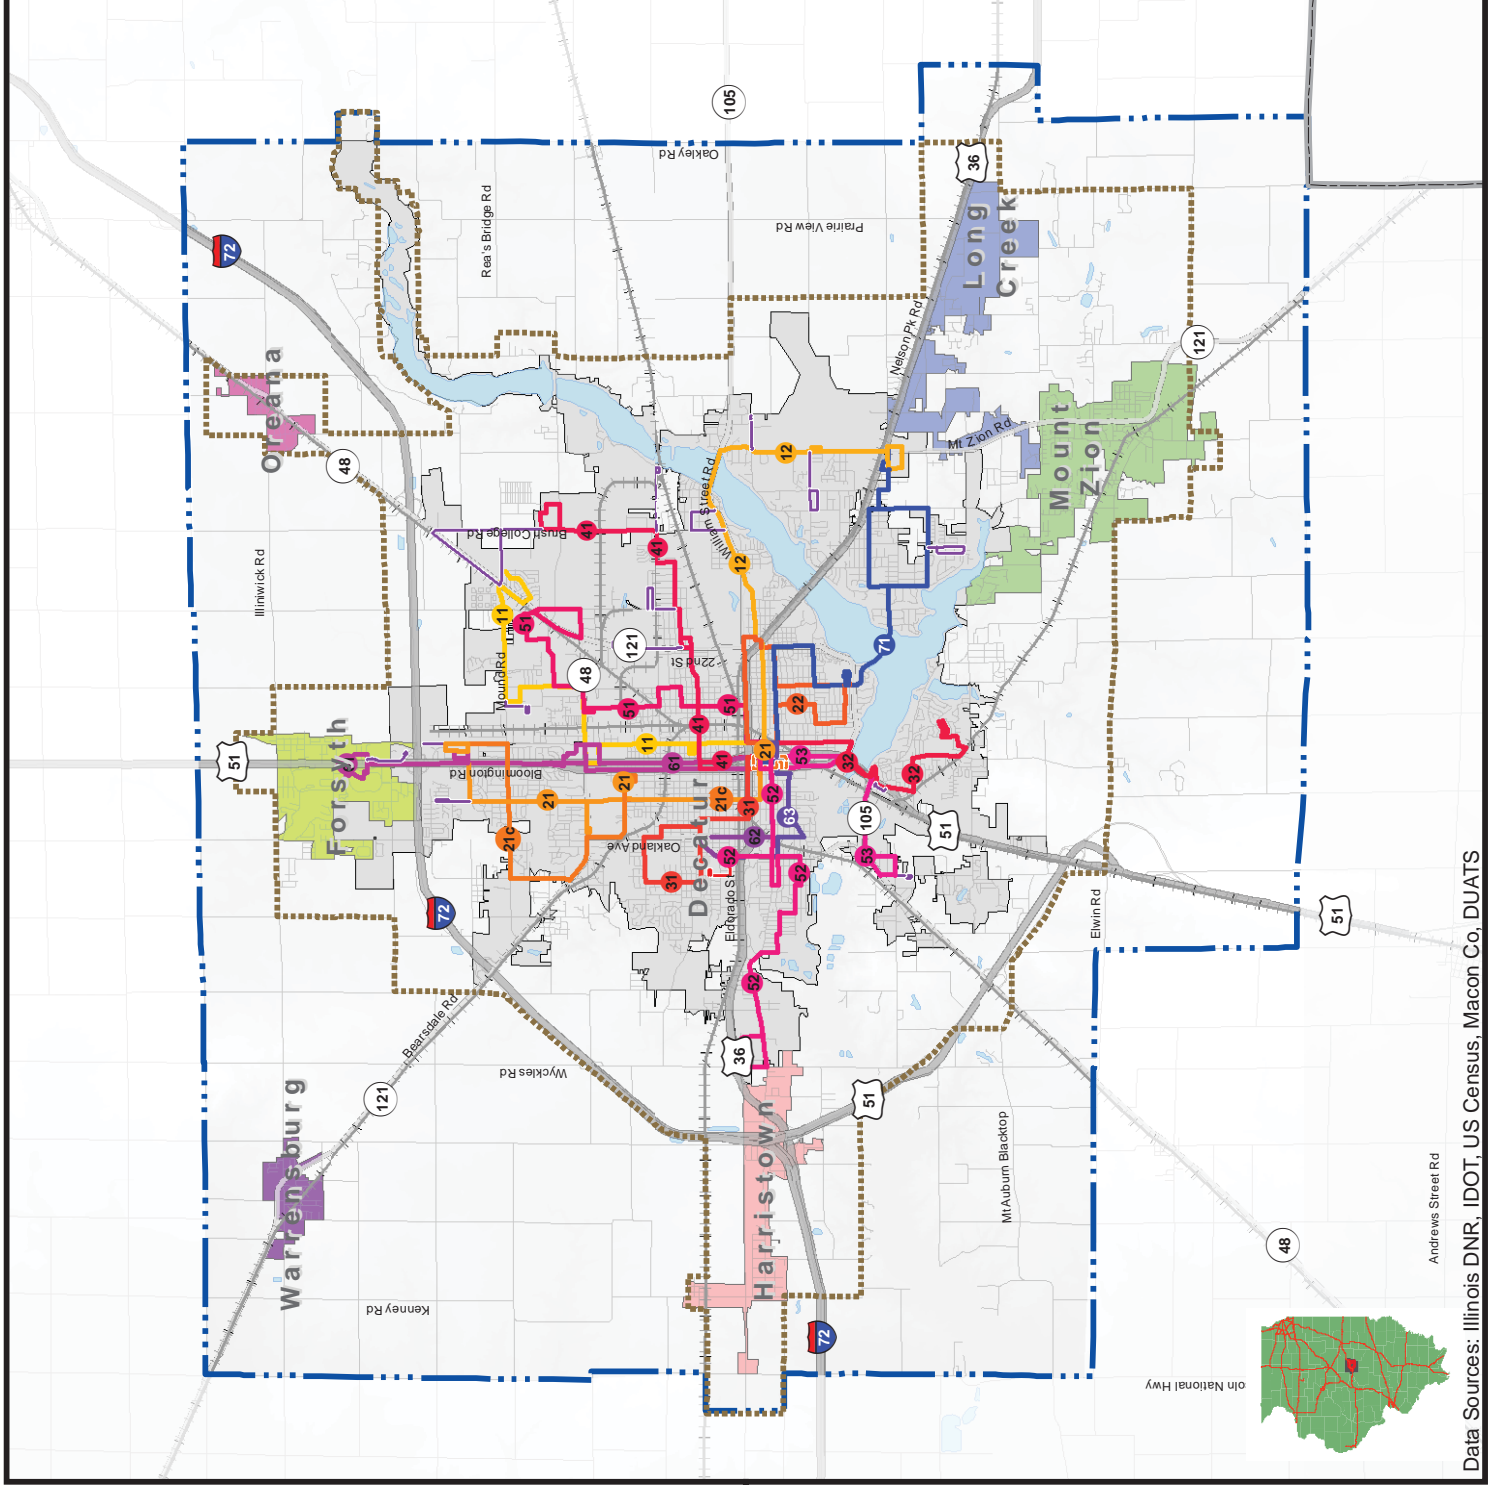 105
36
Oakley Rd
72
Rea's Bridge Rd
Prairie View Rd
Long
Creek
Oreana
48
Nelson Pk Rd
121
Mt Zion Rd
Mount
Zion
12
William Street Rd
Brush College Rd
41
41
12
Illiniwick Rd
11
51
121
22nd St
Mound Rd
48
71
51
51
22
41
Forsyth
51
11
61
41
21
53
32
32
Bloomington Rd
21
21
21c
52
31
63
105
51
21c
Oakland Ave
62
53
Decatur
52
52
31
Eldorado St
72
51
Elwin Rd
52
Bearsdale Rd
36
Wyckles Rd
121
51
Warrensburg
Harristown
Mt Auburn Blacktop
Kenney Rd
72
48
Andrews Street Rd
oln National Hwy
Data Sources: Illinois DNR, IDOT, US Census, Macon Co, DUATS